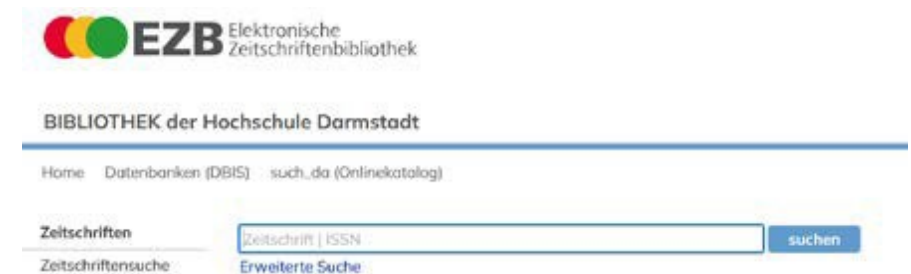 EZB Elektronische
Zeitschriftenbibliothek
BIBLIOTHEK der Hochschule Darmstadt
Home Datenbanken (DBIS) such_da (Onlinekatalog)
Zeitschriften
Zeitschrift | ISSN suchen
Zeitschriftensuche Erweiterte Suche